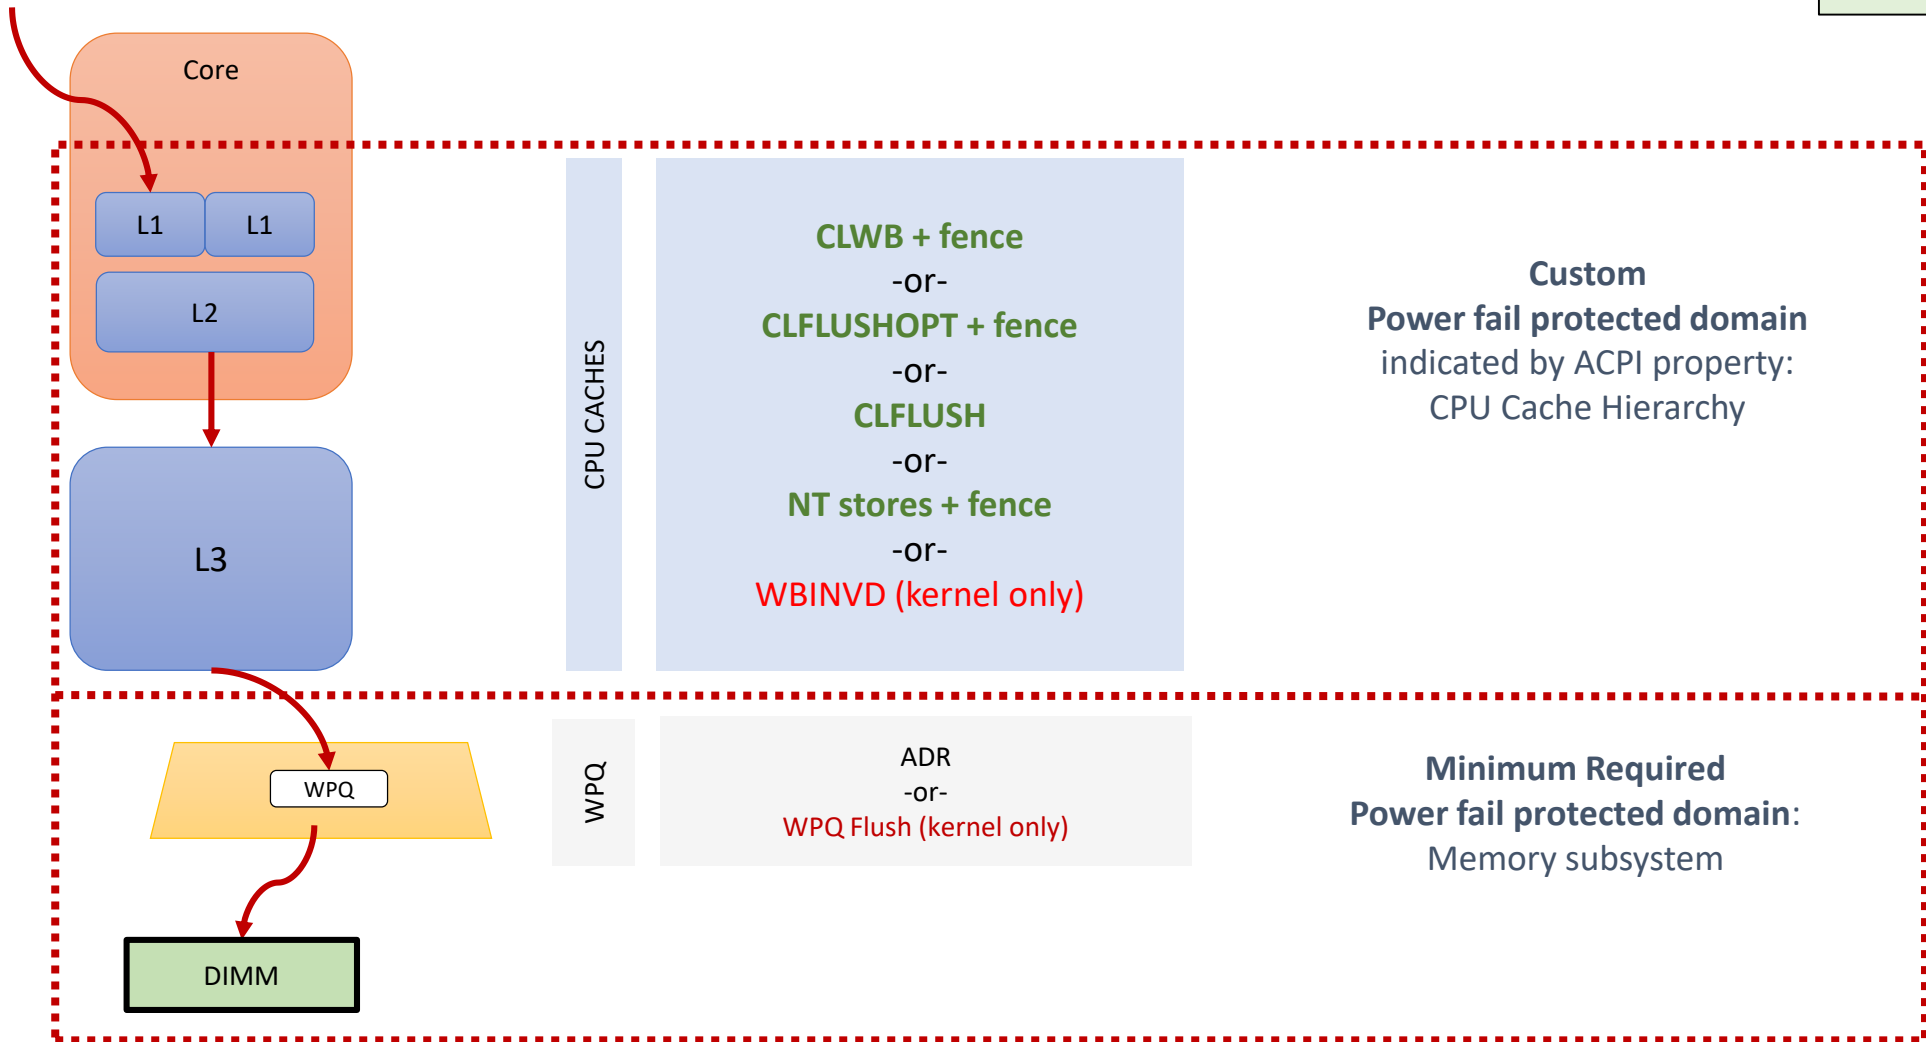 Core
L1
L1
L2
L3
CPU CACHES
CLWB + fence
-or-
CLFLUSHOPT + fence
-or-
CLFLUSH
-or-
NT stores + fence
-or-
WBINVD (kernel only)
Custom
Power fail protected domain
indicated by ACPI property:
CPU Cache Hierarchy
WPQ
WPQ
ADR
-or-
WPQ Flush (kernel only)
Minimum Required
Power fail protected domain:
Memory subsystem
DIMM